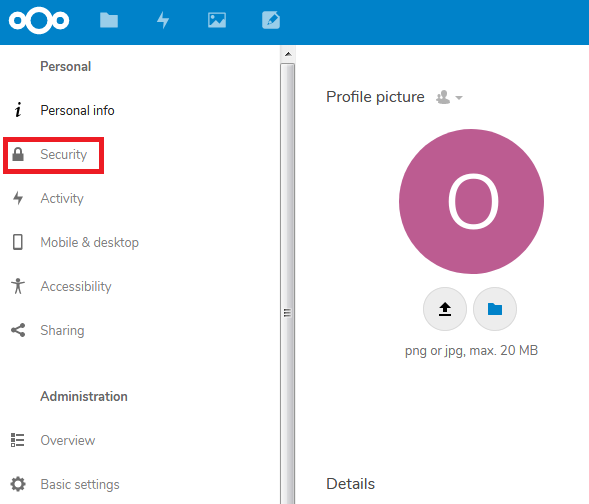 Personal
Personal info
Security
Activity
Mobile & desktop
Accessibility
Sharing
Administration
Overview
Basic settings
Profile picture
O
png or jpg, max. 20 MB
Details